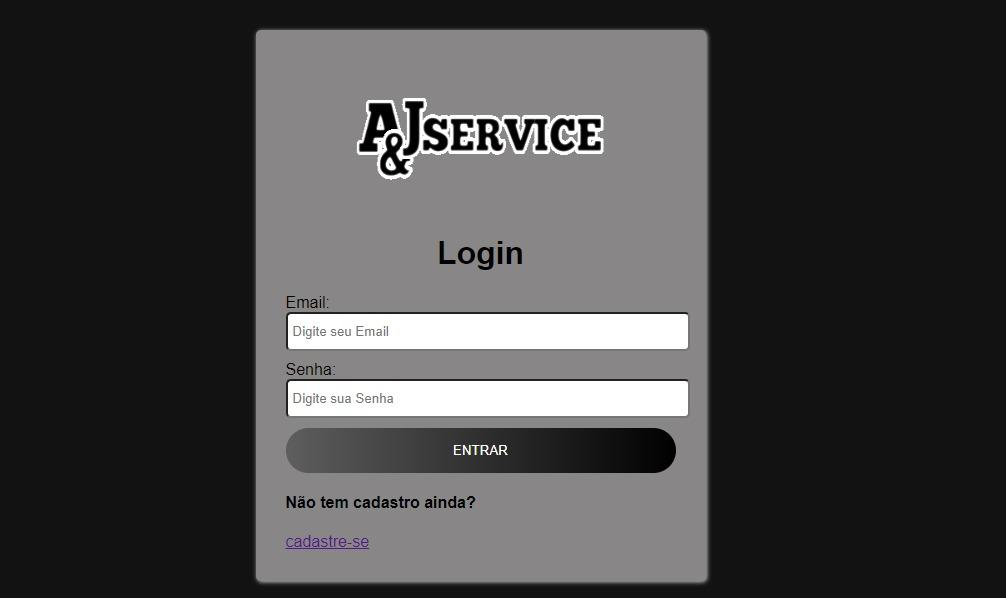 A&JSERVICE
Login
Email:
Digite seu Email
Senha:
Digite sua Senha
ENTRAR
Não tem cadastro ainda?
cadastre-se